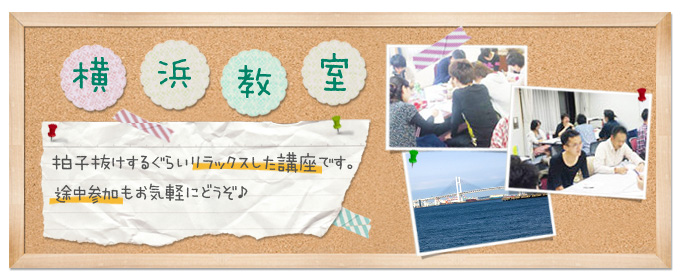 横浜教室
拍子抜けするぐらいリラックスした講座です。
途中参加もお気軽にどうぞ♪